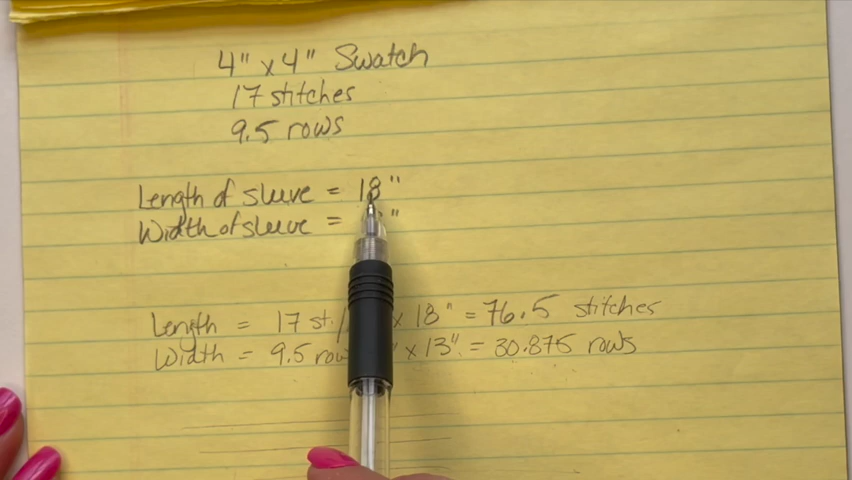 4" x 4" Swatch
17 stitches
9.5 rows
Length of sleeve = 18"
Width of sleeve = "
Length = 17 st. x 18" = 76.5 stitches
Width = 9.5 " x 13" = 30.875 rows